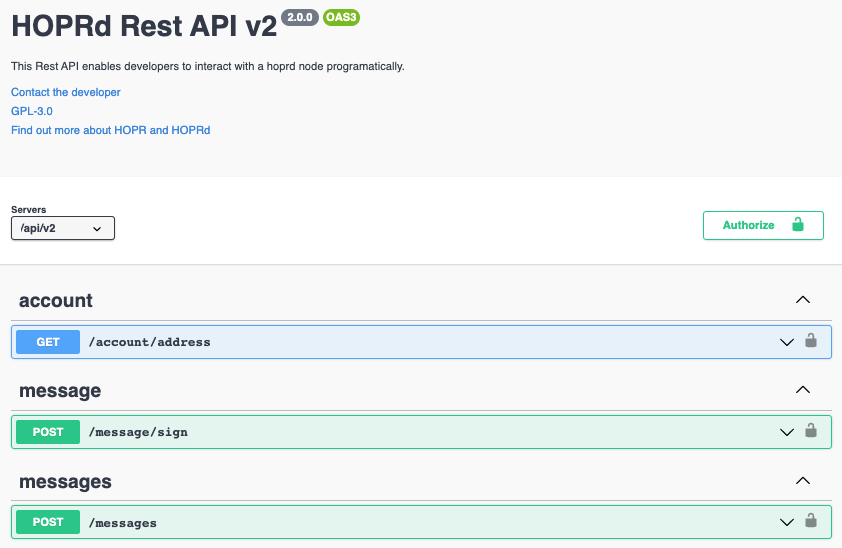 HOPRd Rest API v2 2.0.0 OAS3
This Rest API enables developers to interact with a hoprd node programatically.
Contact the developer
GPL-3.0
Find out more about HOPR and HOPRd
Servers
/api/v2
Authorize
account
GET /account/address
message
POST /message/sign
messages
POST /messages